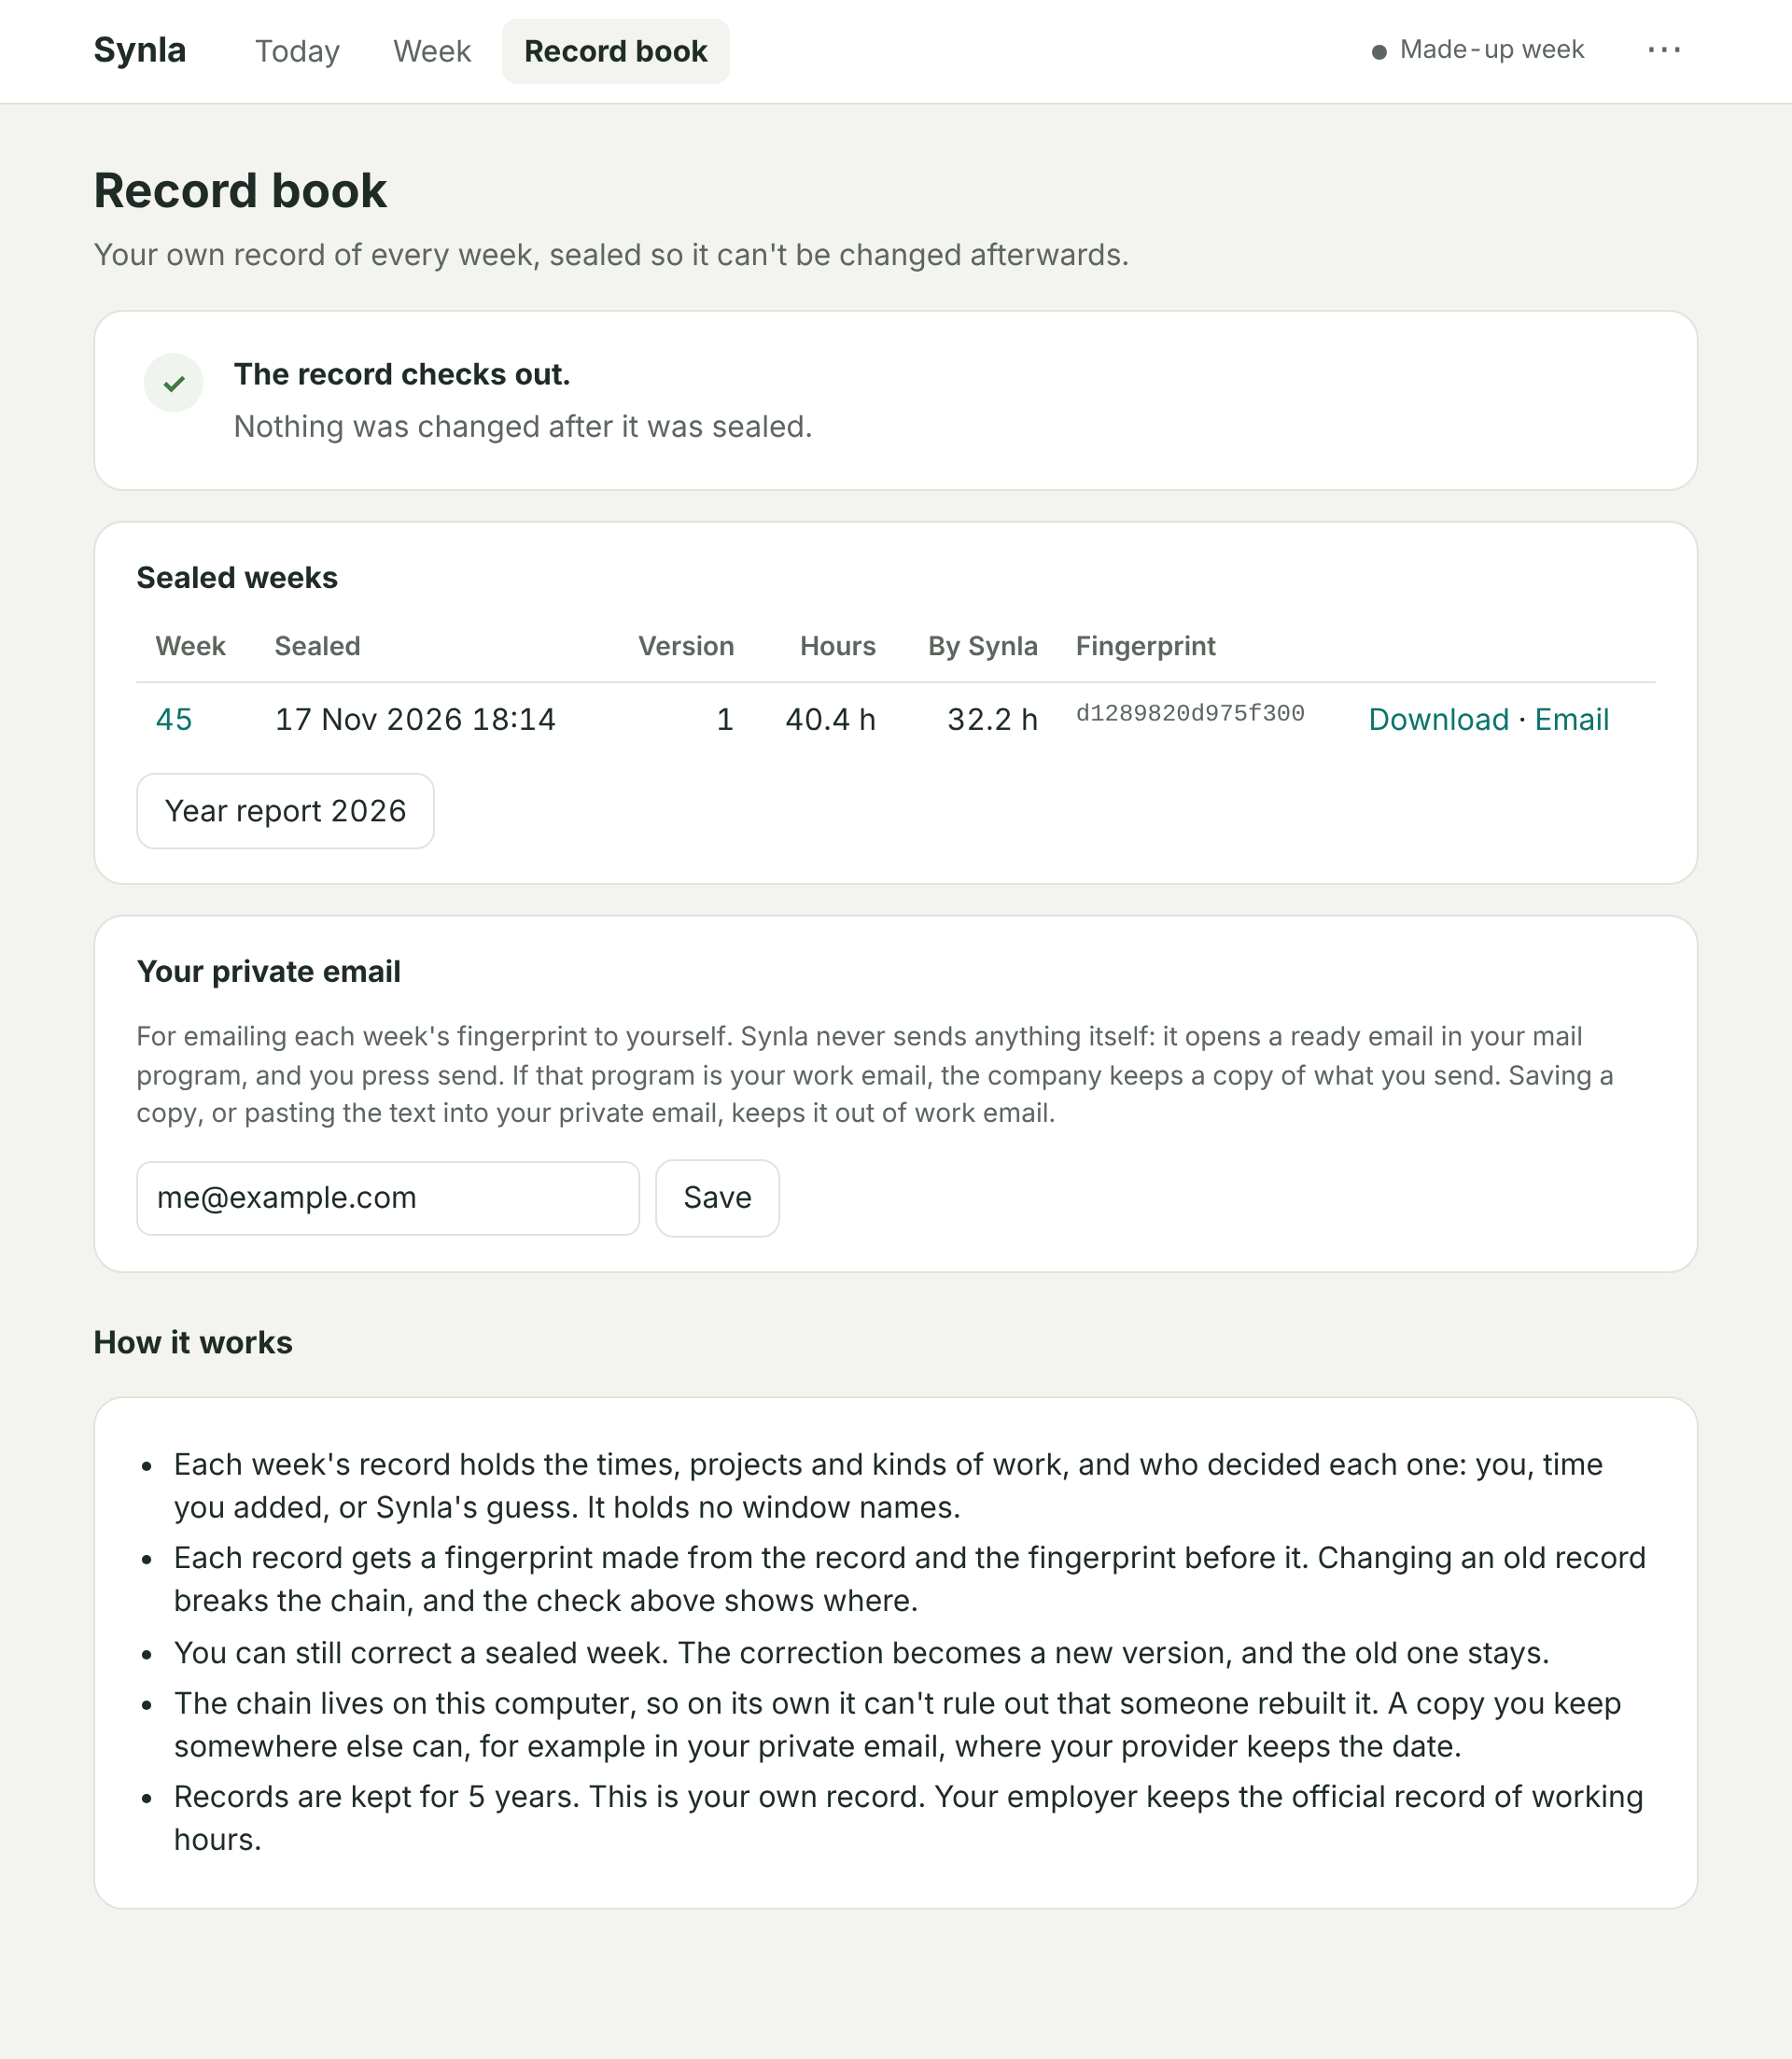 Synla Today Week Record book Made-up week ...
Record book
Your own record of every week, sealed so it can't be changed afterwards.
The record checks out.
Nothing was changed after it was sealed.
Sealed weeks
Week Sealed Version Hours By Synla Fingerprint
45 17 Nov 2026 18:14 1 40.4 h 32.2 h d1289820d975f300 Download · Email
Year report 2026
Your private email
For emailing each week's fingerprint to yourself. Synla never sends anything itself: it opens a ready email in your mail
program, and you press send. If that program is your work email, the company keeps a copy of what you send. Saving a
copy, or pasting the text into your private email, keeps it out of work email.
me@example.com Save
How it works
• Each week's record holds the times, projects and kinds of work, and who decided each one: you, time
you added, or Synla's guess. It holds no window names.
• Each record gets a fingerprint made from the record and the fingerprint before it. Changing an old record
breaks the chain, and the check above shows where.
• You can still correct a sealed week. The correction becomes a new version, and the old one stays.
• The chain lives on this computer, so on its own it can't rule out that someone rebuilt it. A copy you keep
somewhere else can, for example in your private email, where your provider keeps the date.
• Records are kept for 5 years. This is your own record. Your employer keeps the official record of working
hours.